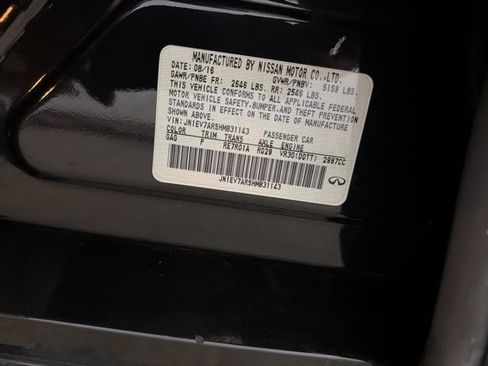 MANUFACTURED BY NISSAN MOTOR CO.,LTD.
DATE: 08/16 GVWR/PNBV: 5159 LBS.
GAWR/PNBE FR: 2646 LBS. RR: 2546 LBS.
THIS VEHICLE CONFORMS TO ALL APPLICABLE FEDERAL
MOTOR VEHICLE SAFETY,BUMPER,AND THEFT PREVENTION
STANDARDS IN EFFECT ON THE DATE OF MANUFACTURE
SHOWN ABOVE.
VIN: JN1EV7AR5HM831143 PASSENGER CAR
COLOR TRIM TRANS AXLE ENGINE
GAG P RE7R01A RG29 VR30(DDTT) 2997CC
JN1EV7AR5HM831143